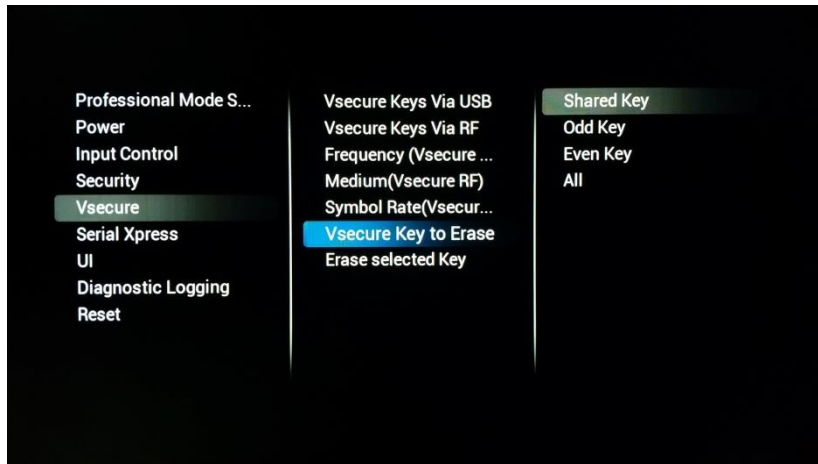 Professional Mode S...
Power
Input Control
Security
Vsecure
Serial Xpress
UI
Diagnostic Logging
Reset
Vsecure Keys Via USB
Vsecure Keys Via RF
Frequency (Vsecure ...
Medium(Vsecure RF)
Symbol Rate(Vsecur...
Vsecure Key to Erase
Erase selected Key
Shared Key
Odd Key
Even Key
All